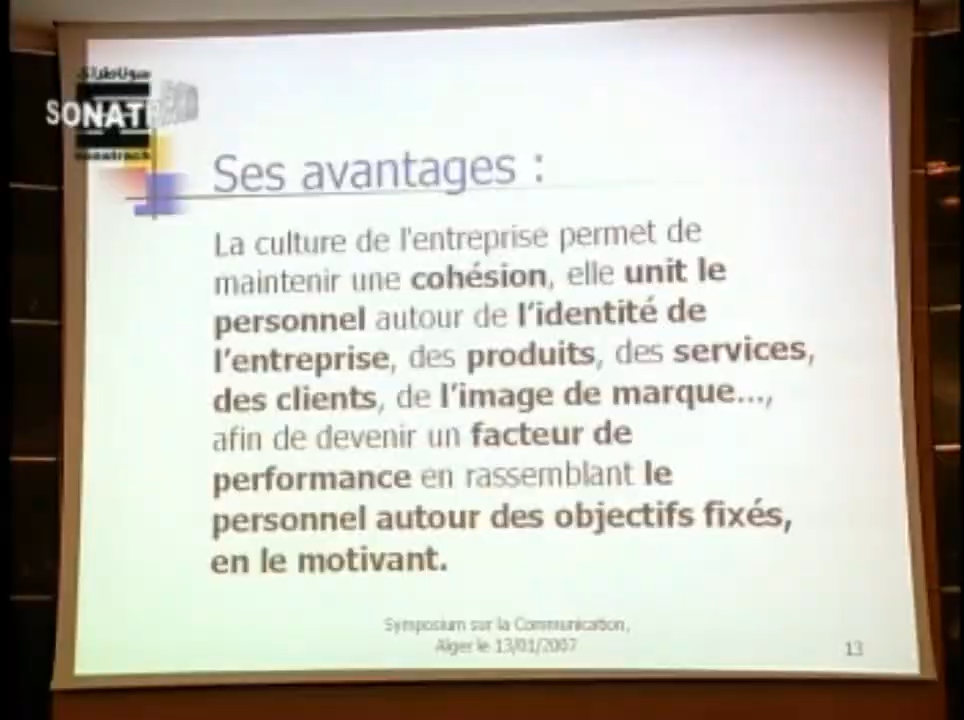 سوناطراك
SONATRACH
sonatrach
Ses avantages :
La culture de l'entreprise permet de
maintenir une cohésion, elle unit le
personnel autour de l'identité de
l'entreprise, des produits, des services,
des clients, de l'image de marque...,
afin de devenir un facteur de
performance en rassemblant le
personnel autour des objectifs fixés,
en le motivant.
Symposium sur la Communication,
Alger le 13/01/2007
13